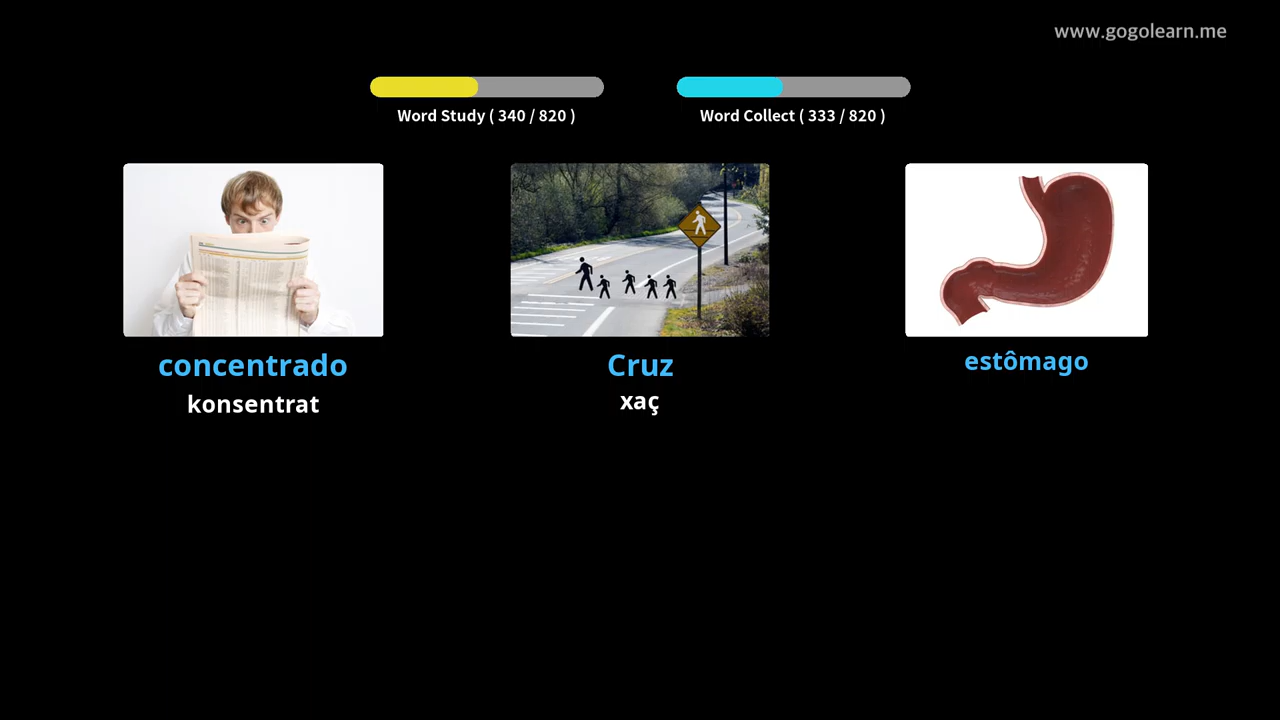 www.gogolearn.me
Word Study ( 340 / 820 )
Word Collect ( 333 / 820 )
concentrado
Cruz
estômago
konsentrat
xaç